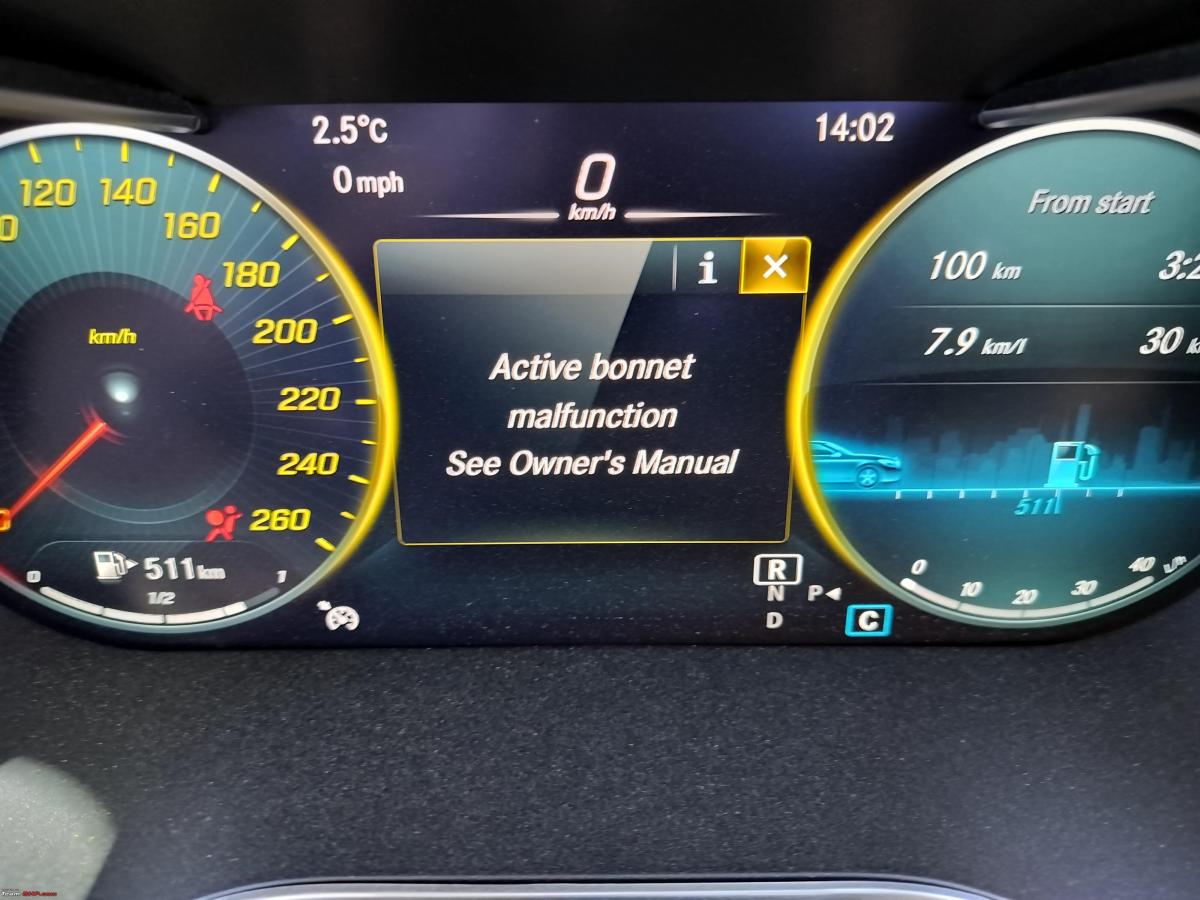 2.5°C
14:02
0 mph
0
km/h
120
140
160
180
200
220
240
260
km/h
511 km
0
1/2
1
i
×
Active bonnet
malfunction
See Owner's Manual
From start
100 km
7.9 km/l
30
511
0
10
20
30
40
l/h
R
N
P
D
C